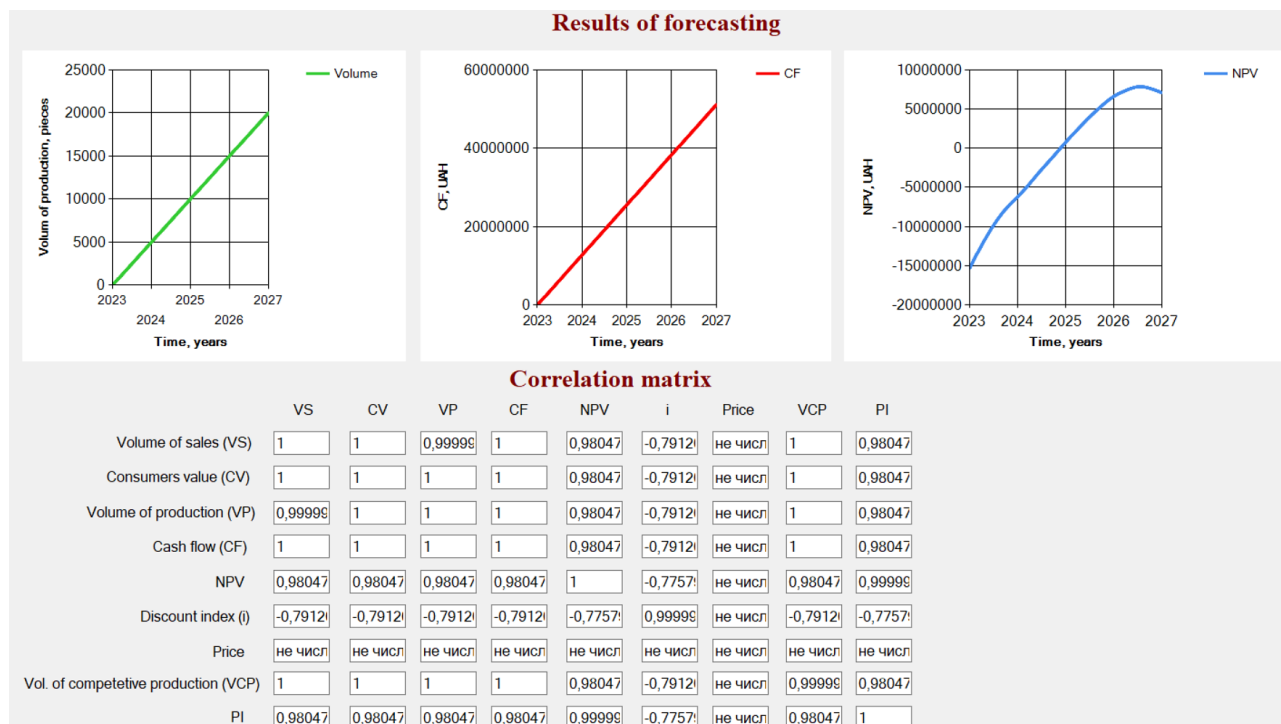 Results of forecasting
25000
20000
15000
10000
5000
0
Volum of production, pieces
2023 2025 2027
2024 2026
Time, years
Volume
60000000
40000000
20000000
0
CF, UAH
2023 2024 2025 2026 2027
Time, years
CF
10000000
5000000
0
-5000000
-10000000
-15000000
-20000000
NPV, UAH
2023 2024 2025 2026 2027
Time, years
NPV
Correlation matrix
VS CV VP CF NPV i Price VCP PI
Volume of sales (VS) 1 1 0,99999 1 0,98047 -0,7912 не числ 1 0,98047
Consumers value (CV) 1 1 1 1 0,98047 -0,7912 не числ 1 0,98047
Volume of production (VP) 0,99999 1 1 1 0,98047 -0,7912 не числ 1 0,98047
Cash flow (CF) 1 1 1 1 0,98047 -0,7912 не числ 1 0,98047
NPV 0,98047 0,98047 0,98047 0,98047 1 -0,7757 не числ 0,98047 0,99999
Discount index (i) -0,7912 -0,7912 -0,7912 -0,7912 -0,7757 0,99999 не числ -0,7912 -0,7757
Price не числ не числ не числ не числ не числ не числ не числ не числ не числ
Vol. of competetive production (VCP) 1 1 1 1 0,98047 -0,7912 не числ 0,99999 0,98047
PI 0,98047 0,98047 0,98047 0,98047 0,99999 -0,7757 не числ 0,98047 1